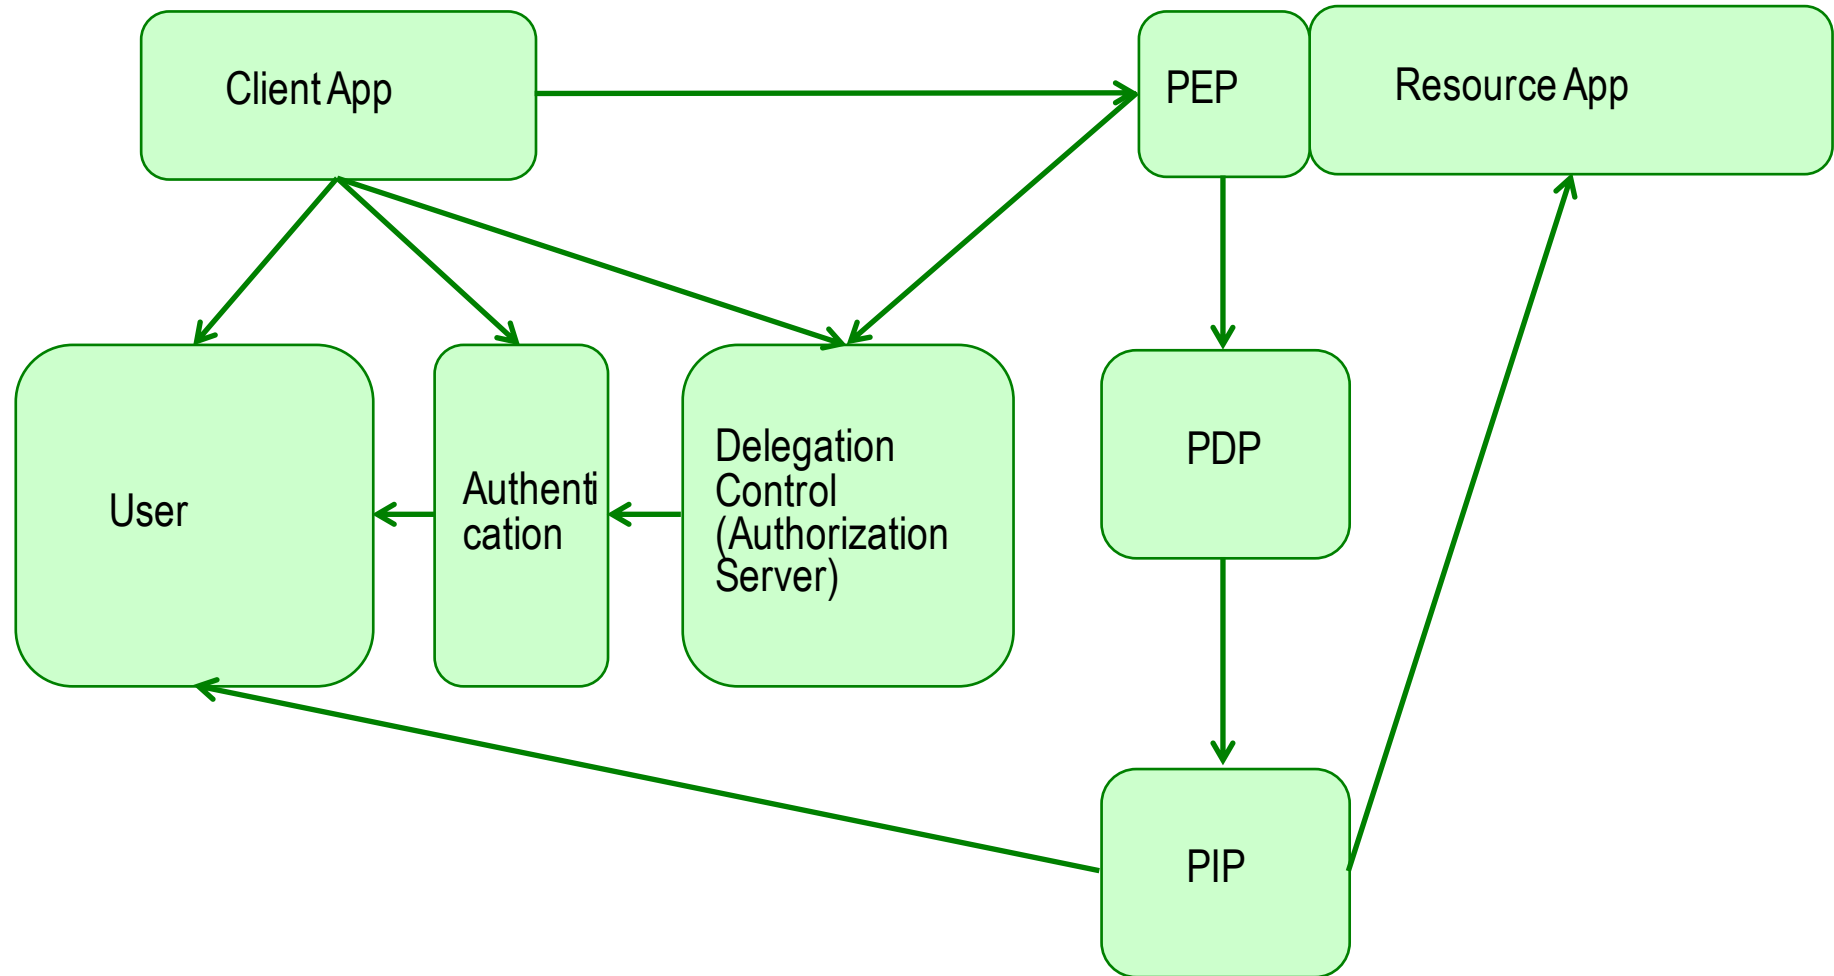 Client App
PEP
Resource App
User
Authenti
cation
Delegation
Control
(Authorization
Server)
PDP
PIP